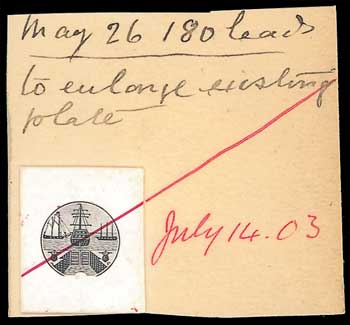 May 26 180 leads
to enlarge existing
plate
July 14.03